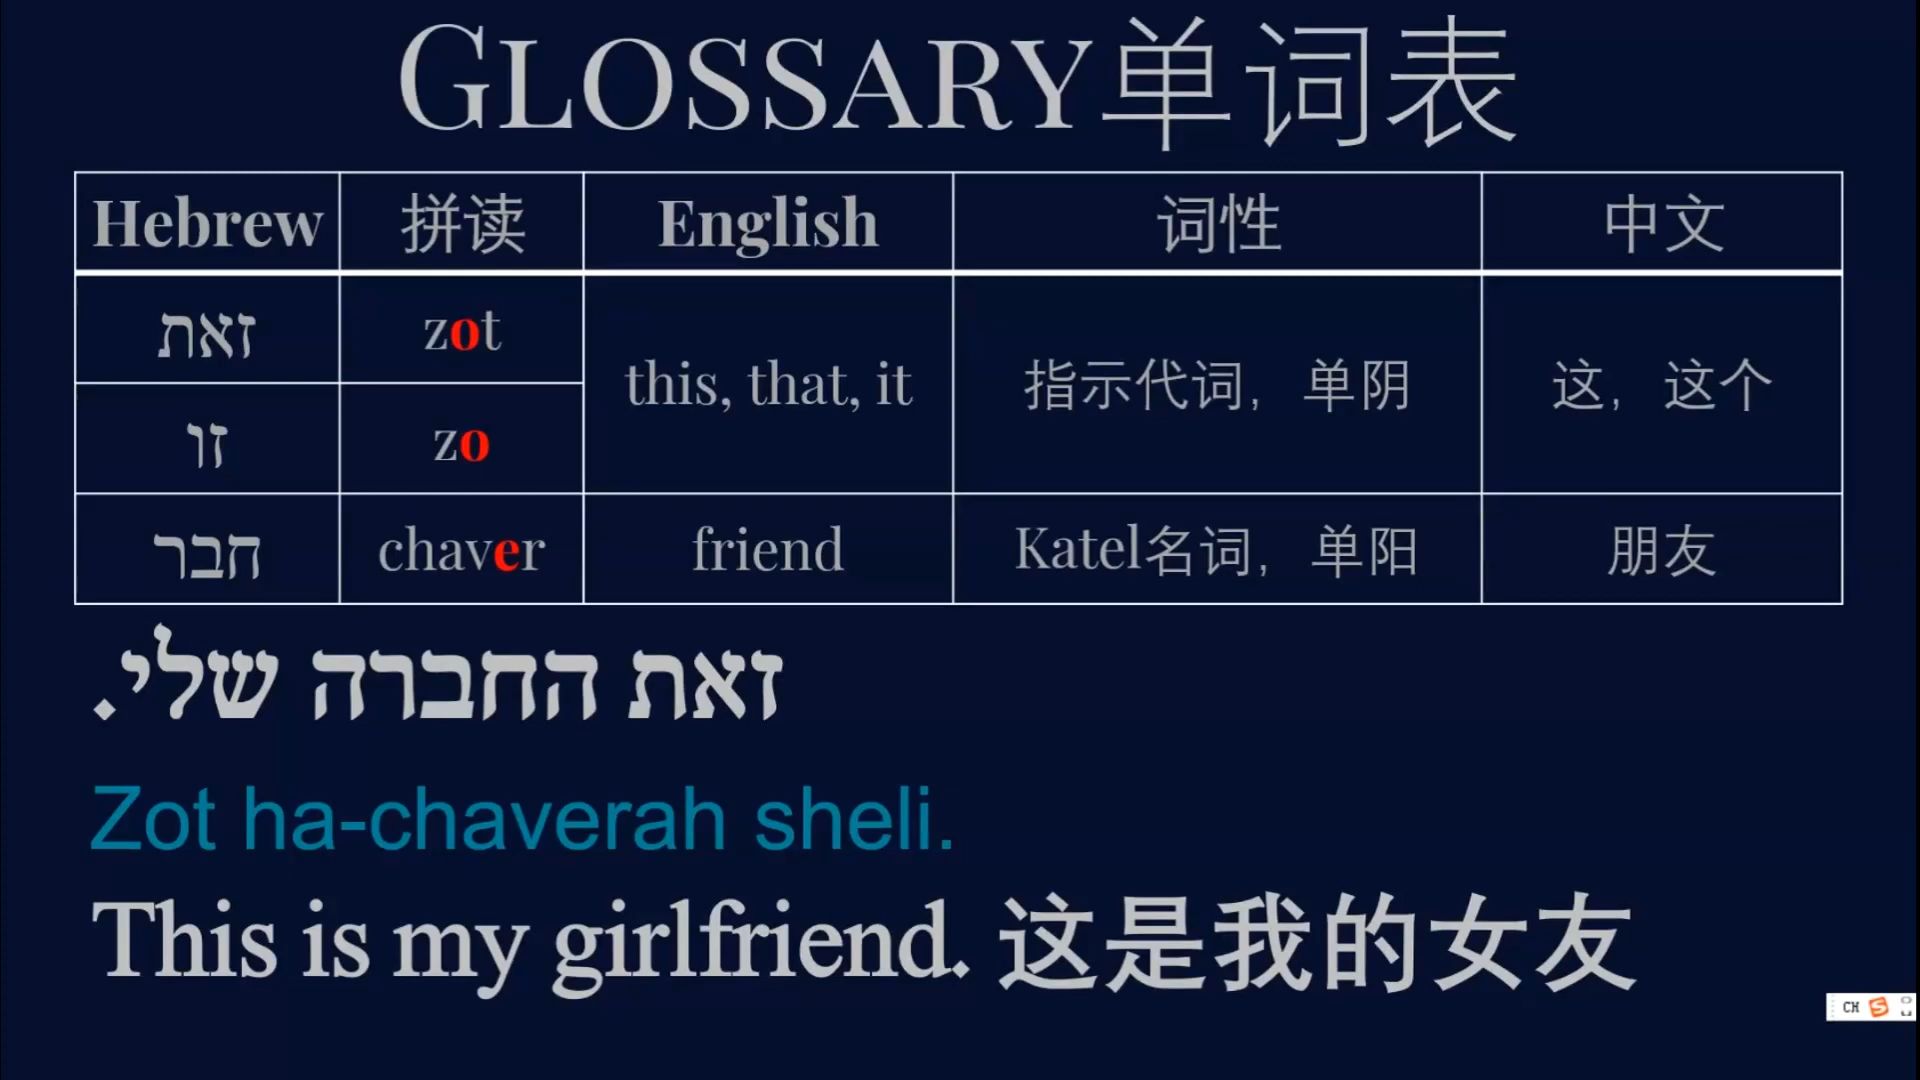 GLOSSARY单词表
Hebrew 拼读 English 词性 中文
זאת zot this, that, it 指示代词, 单阴 这, 这个
זו zo
חבר chaver friend Katel名词, 单阳 朋友
זאת החברה שלי.
Zot ha-chaverah sheli.
This is my girlfriend. 这是我的女友
CH